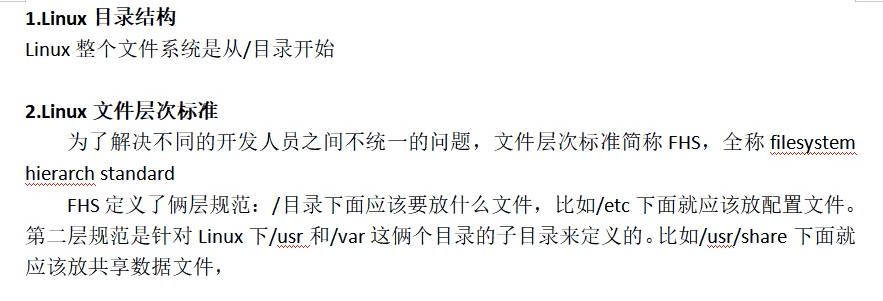 1.Linux 目录结构
Linux 整个文件系统是从/目录开始
2.Linux 文件层次标准
为了解决不同的开发人员之间不统一的问题，文件层次标准简称 FHS，全称 filesystem
hierarch standard
FHS 定义了俩层规范：/目录下面应该要放什么文件，比如/etc 下面就应该放配置文件。
第二层规范是针对 Linux 下/usr 和/var 这俩个目录的子目录来定义的。比如/usr/share 下面就
应该放共享数据文件，